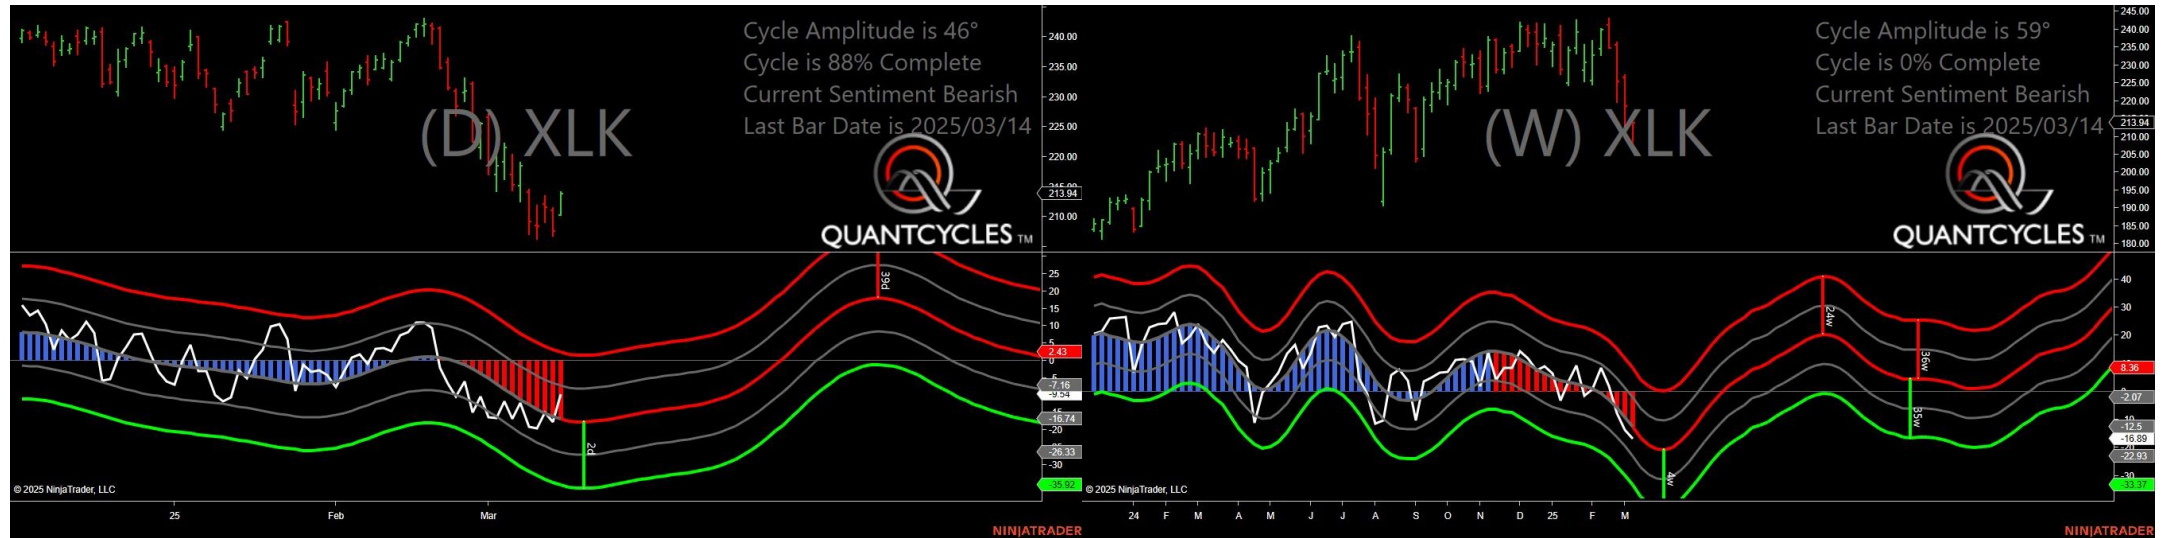 Cycle Amplitude is 46°
Cycle is 88% Complete
Current Sentiment Bearish
Last Bar Date is 2025/03/14
(D) XLK
QUANTCYCLES TM
240.00
235.00
230.00
225.00
220.00
215.00
213.94
210.00
39d
2d
25
20
15
10
5
0
2.43
-5
-7.16
-9.54
-15
-16.74
-20
-26.33
-30
-35.92
© 2025 NinjaTrader, LLC
25
Feb
Mar
NINJATRADER
Cycle Amplitude is 59°
Cycle is 0% Complete
Current Sentiment Bearish
Last Bar Date is 2025/03/14
(W) XLK
QUANTCYCLES TM
245.00
240.00
235.00
230.00
225.00
220.00
213.94
210.00
205.00
200.00
195.00
190.00
185.00
180.00
24w
36w
35w
4w
40
30
20
8.36
0
-2.07
-10
-12.5
-16.89
-22.93
-30
-33.37
© 2025 NinjaTrader, LLC
24 F M A M J J A S O N D 25 F M
NINJATRADER